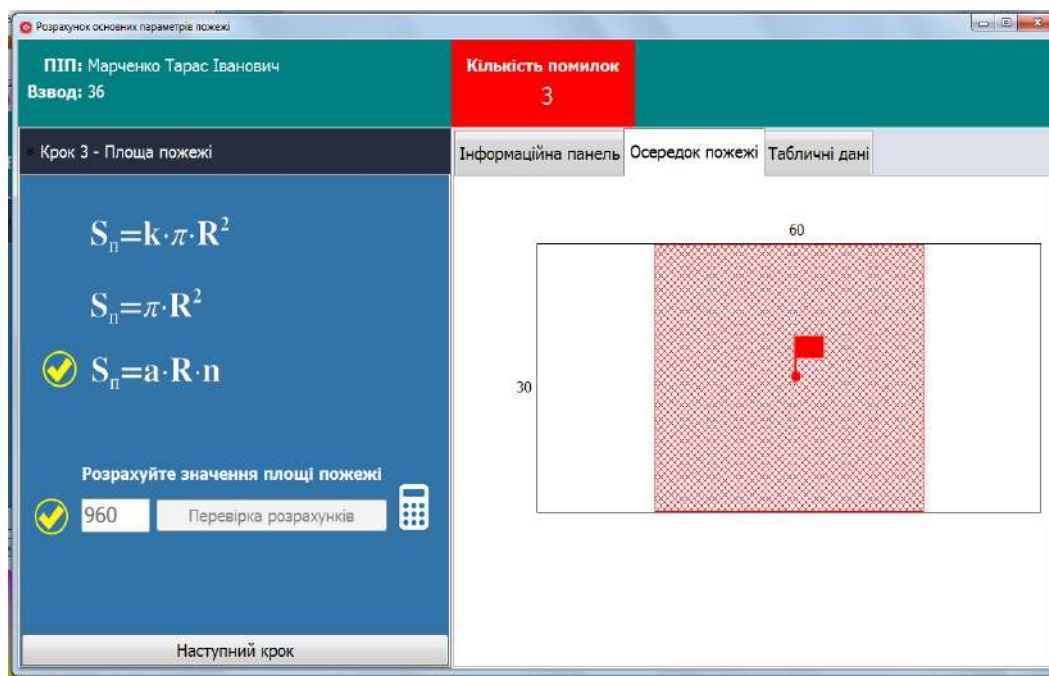 Розрахунок основних параметрів пожежі
ПІП: Марченко Тарас Іванович
Взвод: 36
Кількість помилок
3
Крок 3 - Площа пожежі
Інформаційна панель
Осередок пожежі
Табличні дані
Sп=k·π·R²
Sп=π·R²
Sп=a·R·n
Розрахуйте значення площі пожежі
960
Перевірка розрахунків
Наступний крок
60
30